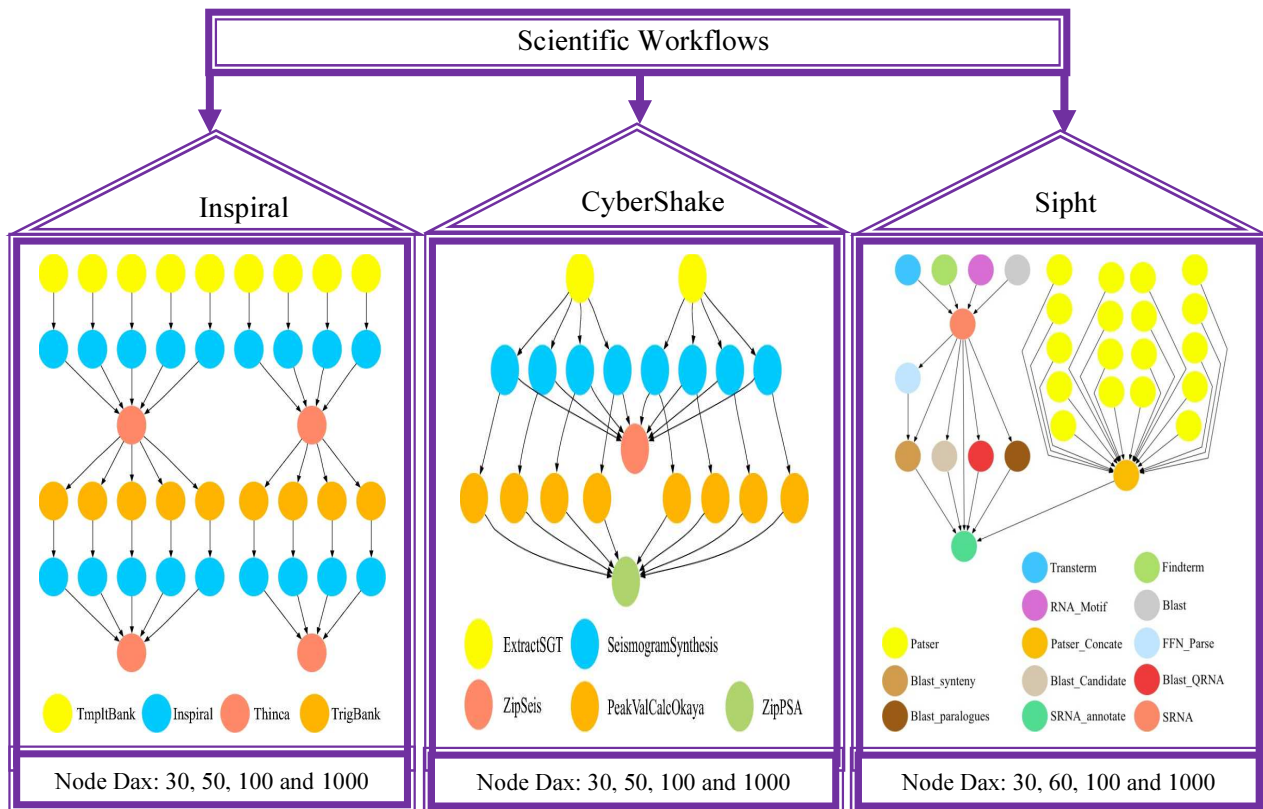 Scientific Workflows
Inspiral
CyberShake
Sipht
TmpltBank Inspiral Thinca TrigBank
ExtractSGT SeismogramSynthesis
ZipSeis PeakValCalcOkaya ZipPSA
Transterm Findterm
RNA_Motif Blast
Patser Patser_Concate FFN_Parse
Blast_synteny Blast_Candidate Blast_QRNA
Blast_paralogues SRNA_annotate SRNA
Node Dax: 30, 50, 100 and 1000
Node Dax: 30, 50, 100 and 1000
Node Dax: 30, 60, 100 and 1000